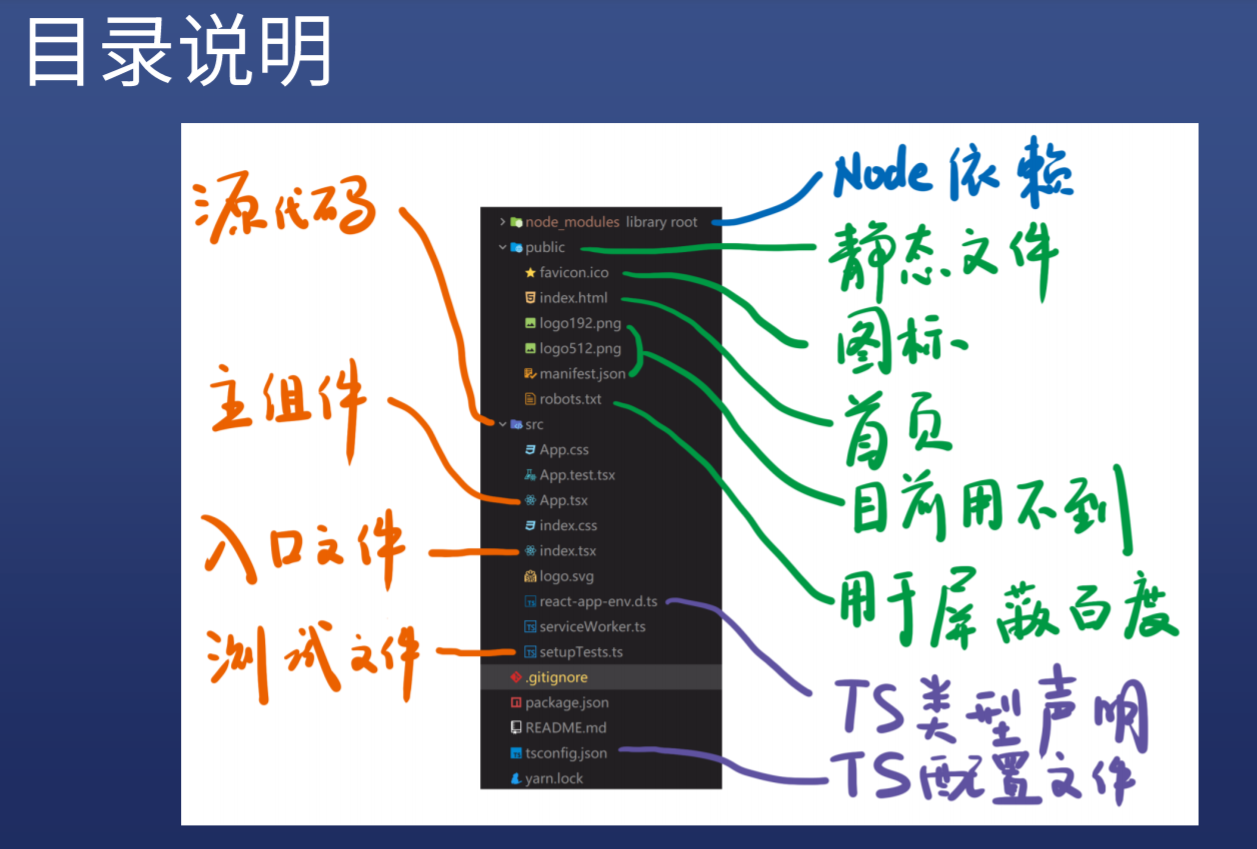 目录说明
源代码
主组件
入口文件
测试文件
node_modules library root
public
favicon.ico
index.html
logo192.png
logo512.png
manifest.json
robots.txt
src
App.css
App.test.tsx
App.tsx
index.css
index.tsx
logo.svg
react-app-env.d.ts
serviceWorker.ts
setupTests.ts
.gitignore
package.json
README.md
tsconfig.json
yarn.lock
Node依赖
静态文件
图标
首页
目前用不到
用于屏蔽百度
TS类型声明
TS配置文件